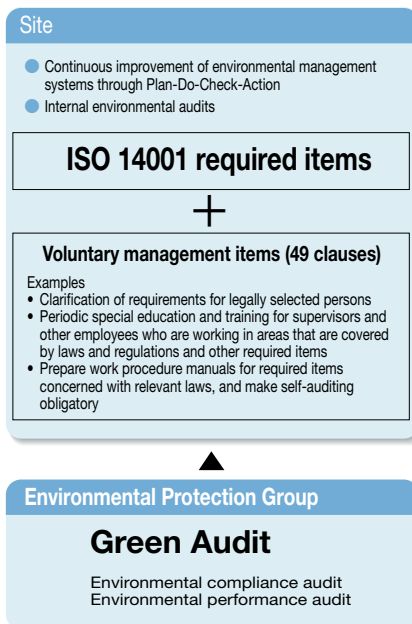 Site
● Continuous improvement of environmental management
systems through Plan-Do-Check-Action
● Internal environmental audits
ISO 14001 required items
+
Voluntary management items (49 clauses)
Examples
• Clarification of requirements for legally selected persons
• Periodic special education and training for supervisors and
other employees who are working in areas that are covered
by laws and regulations and other required items
• Prepare work procedure manuals for required items
concerned with relevant laws, and make self-auditing
obligatory
Environmental Protection Group
Green Audit
Environmental compliance audit
Environmental performance audit